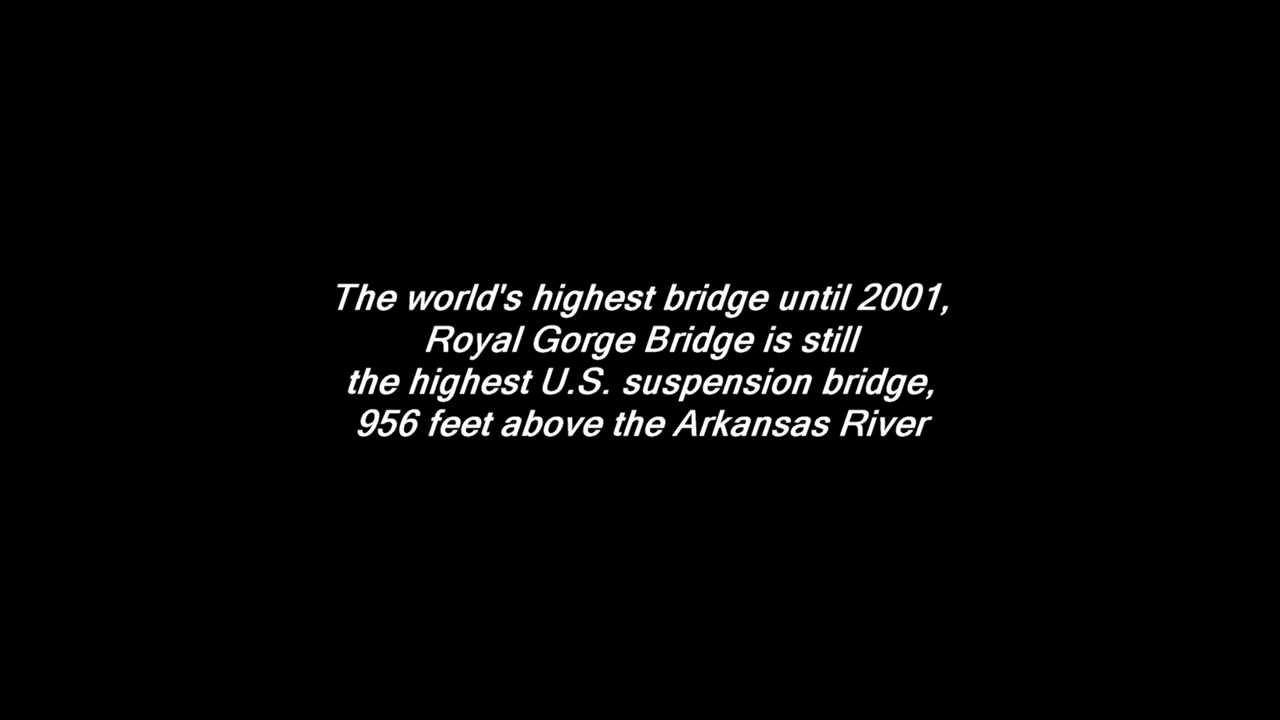 The world's highest bridge until 2001,
Royal Gorge Bridge is still
the highest U.S. suspension bridge,
956 feet above the Arkansas River